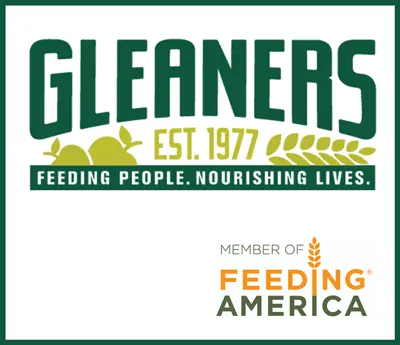 GLEANERS
EST. 1977
FEEDING PEOPLE. NOURISHING LIVES.
MEMBER OF
FEEDING®
AMERICA